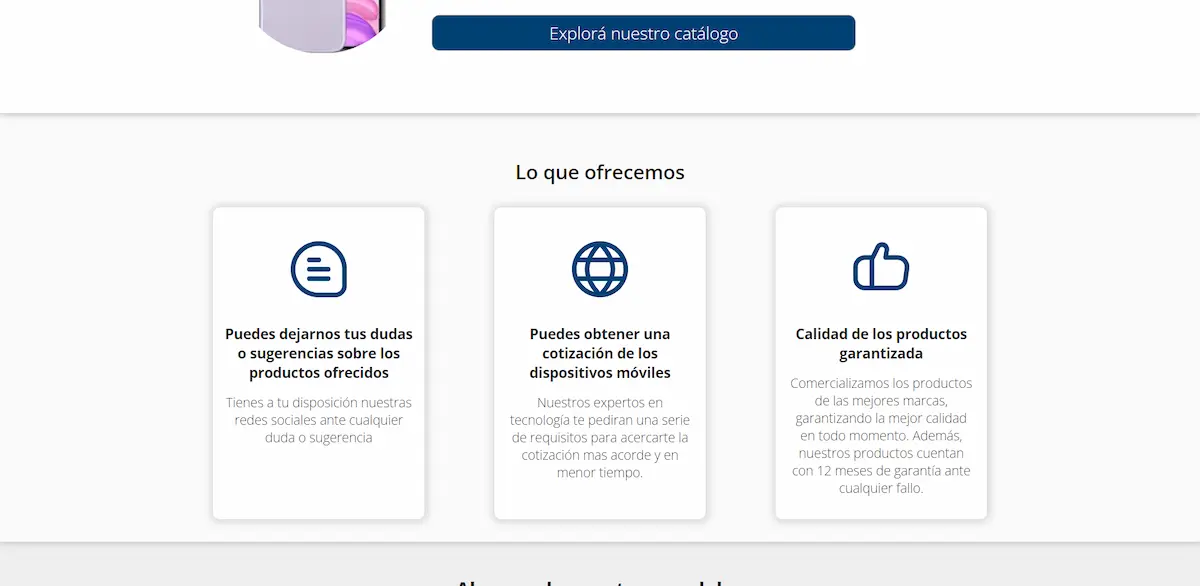 Explorá nuestro catálogo
Lo que ofrecemos
Puedes dejarnos tus dudas
o sugerencias sobre los
productos ofrecidos
Tienes a tu disposición nuestras
redes sociales ante cualquier
duda o sugerencia
Puedes obtener una
cotización de los
dispositivos móviles
Nuestros expertos en
tecnología te pediran una serie
de requisitos para acercarte la
cotización mas acorde y en
menor tiempo.
Calidad de los productos
garantizada
Comercializamos los productos
de las mejores marcas,
garantizando la mejor calidad
en todo momento. Además,
nuestros productos cuentan
con 12 meses de garantía ante
cualquier fallo.